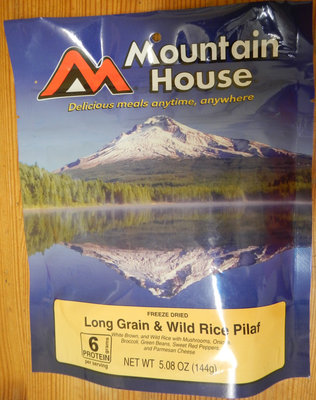 Mountain
House
Delicious meals anytime, anywhere
FREEZE DRIED
Long Grain & Wild Rice Pilaf
White Brown, and Wild Rice with Mushrooms, Onions
Broccoli, Green Beans, Sweet Red Peppers
and Parmesan Cheese
6 grams
PROTEIN
per serving
NET WT 5.08 OZ (144g)